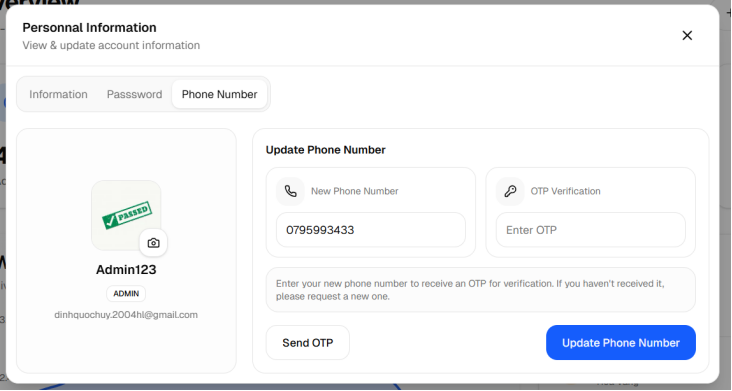 Personnal Information
View & update account information
Information
Passsword
Phone Number
PASSED
Admin123
ADMIN
dinhquochuy.2004hl@gmail.com
Update Phone Number
New Phone Number
0795993433
OTP Verification
Enter OTP
Enter your new phone number to receive an OTP for verification. If you haven't received it,
please request a new one.
Send OTP
Update Phone Number